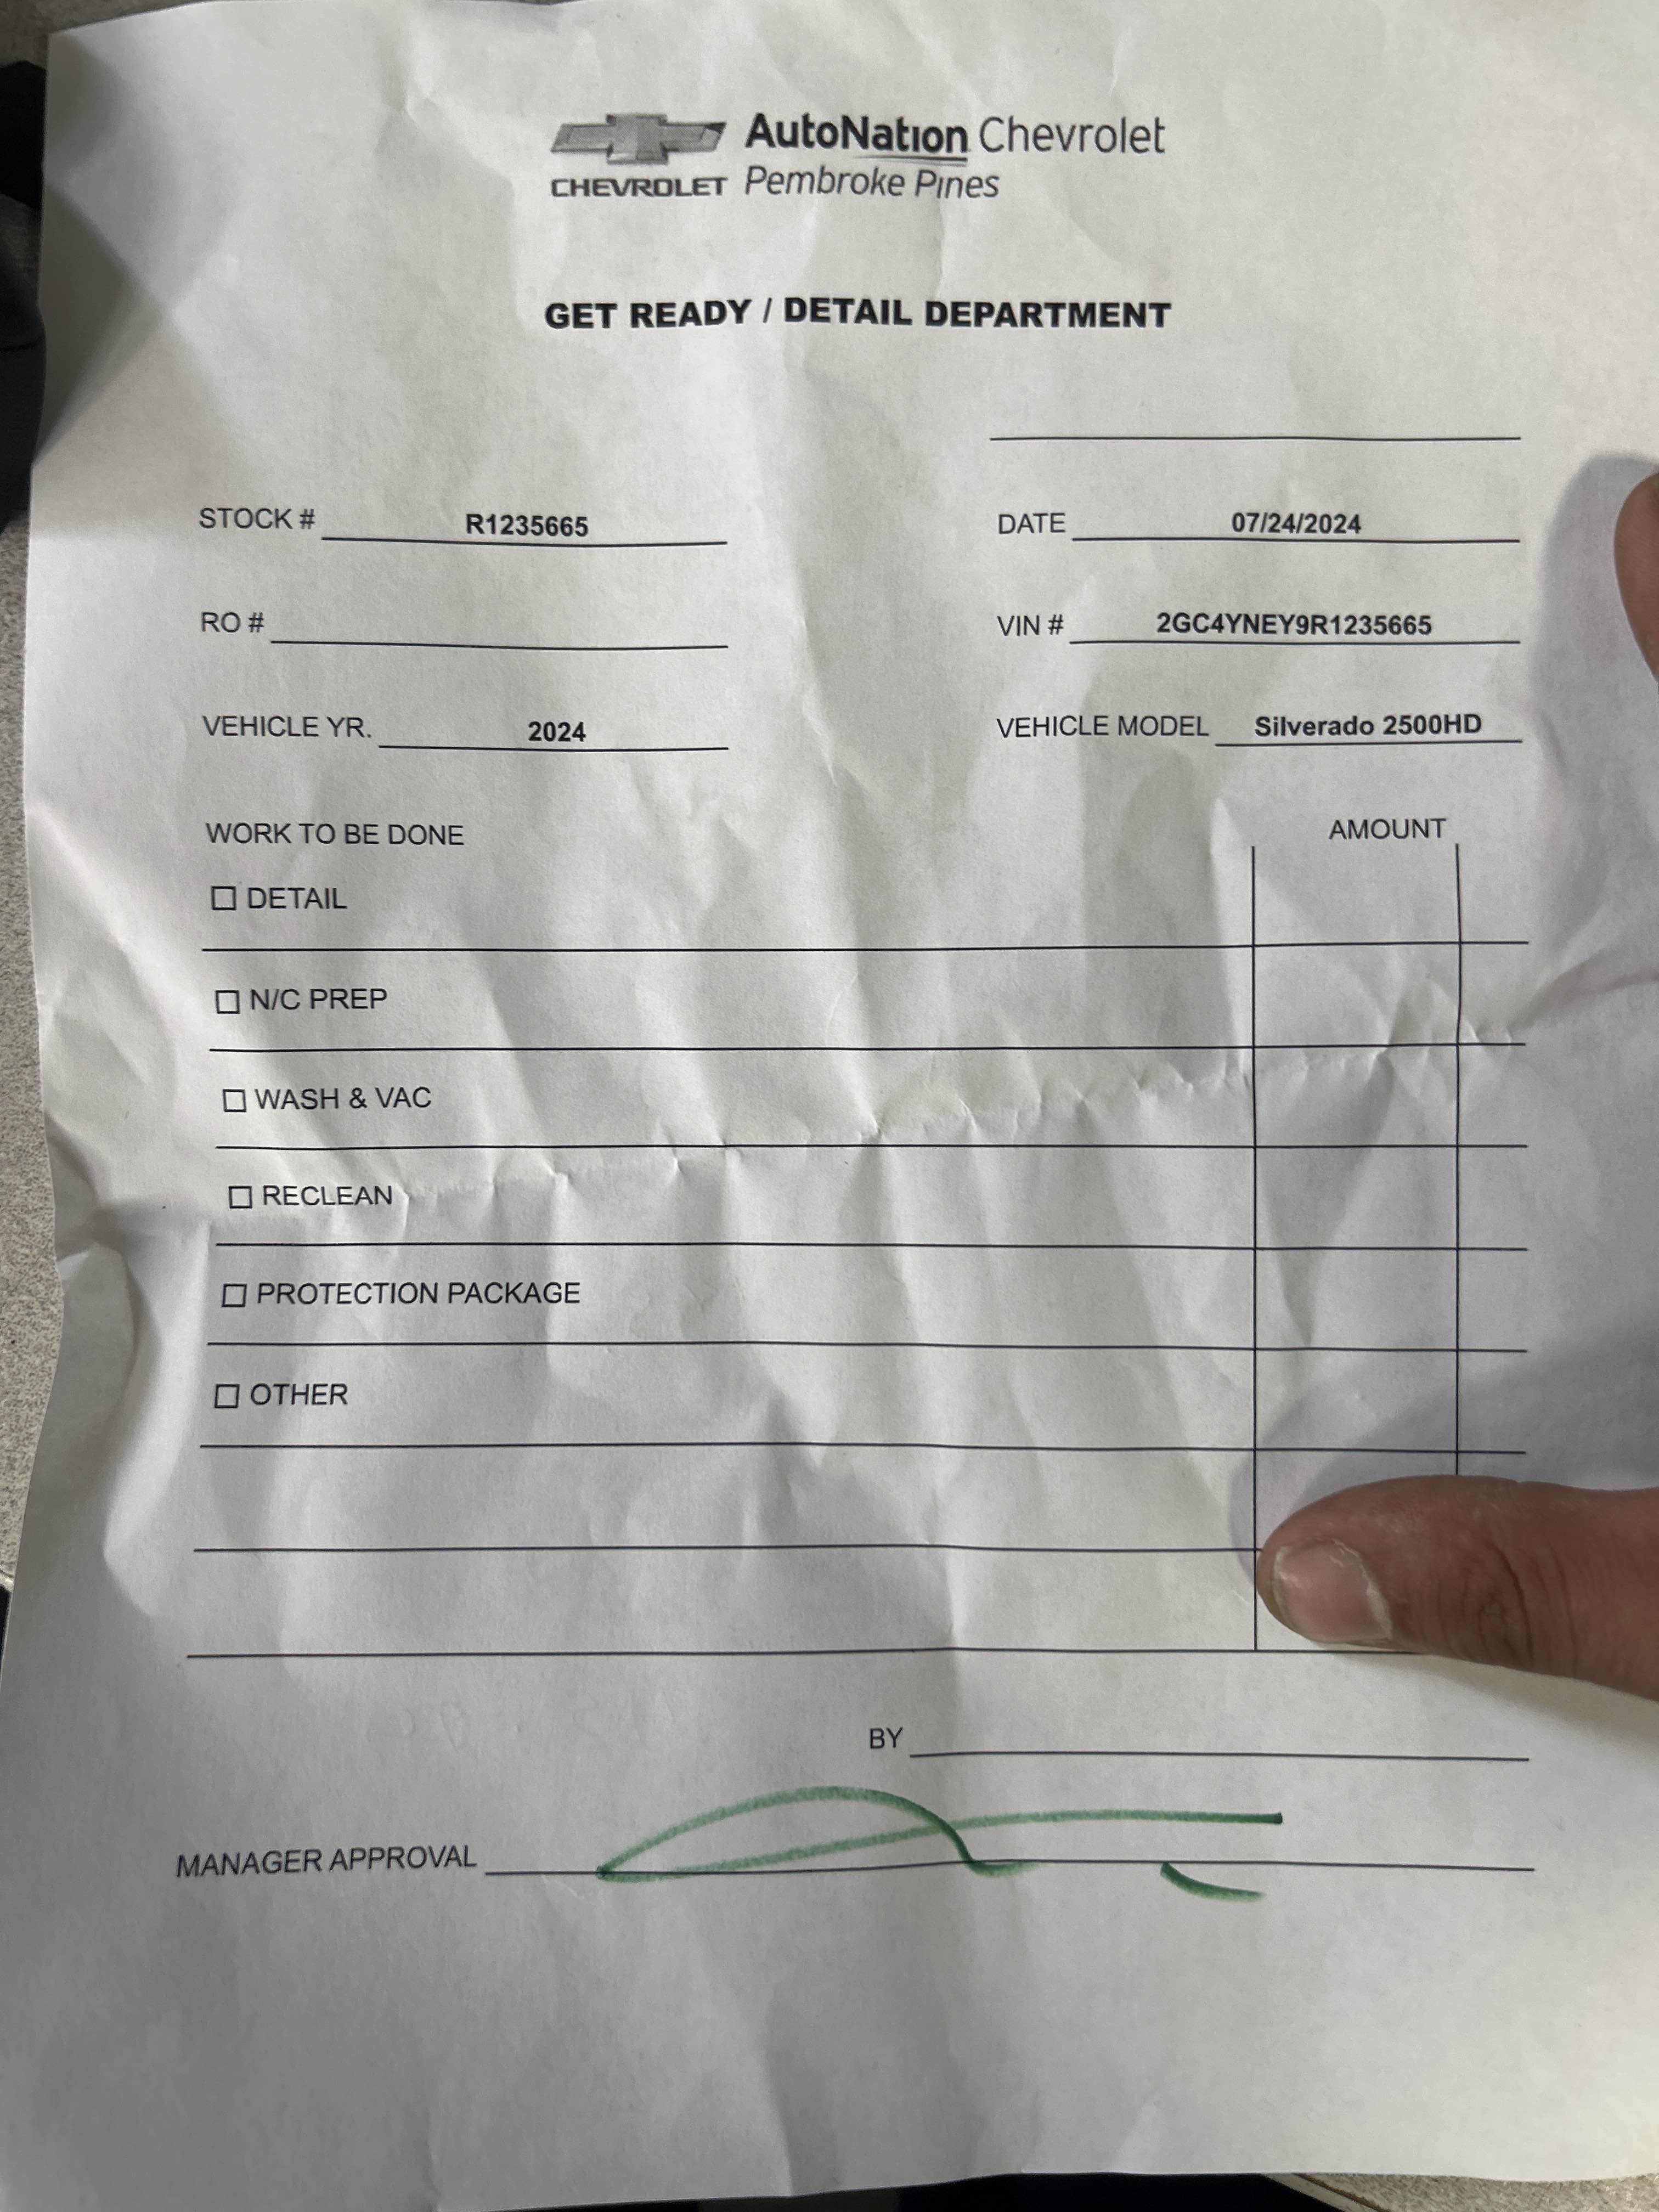 AutoNation Chevrolet
CHEVROLET Pembroke Pines
GET READY / DETAIL DEPARTMENT
STOCK # R1235665 DATE 07/24/2024
RO # VIN # 2GC4YNEY9R1235665
VEHICLE YR. 2024 VEHICLE MODEL Silverado 2500HD
WORK TO BE DONE AMOUNT
DETAIL
N/C PREP
WASH & VAC
RECLEAN
PROTECTION PACKAGE
OTHER
BY
MANAGER APPROVAL